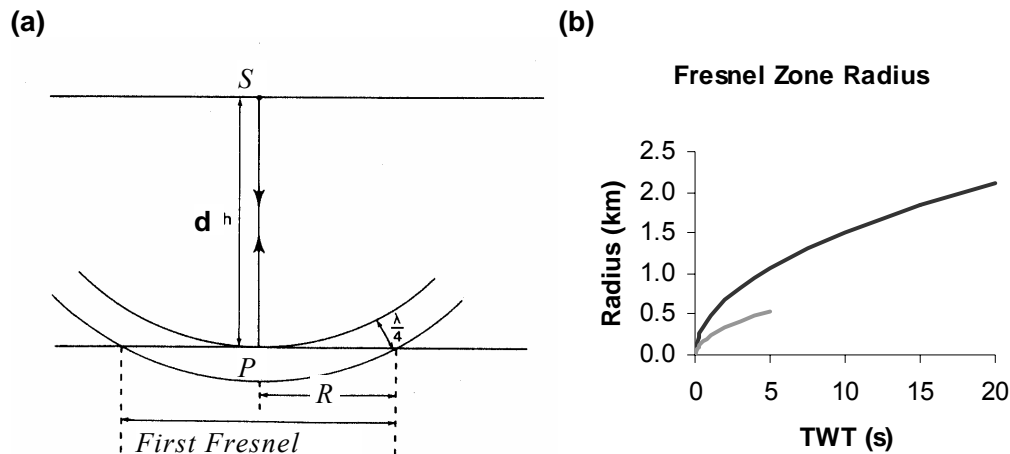 (a)
S
d h
λ/4
P
R
First Fresnel
(b)
Fresnel Zone Radius
Radius (km)
2.5
2.0
1.5
1.0
0.5
0.0
0 5 10 15 20
TWT (s)